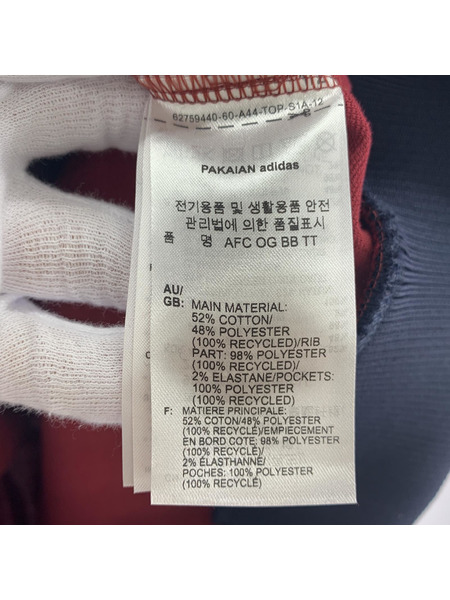 62759440-60-A44-TOP-S1A-12
PAKAIAN adidas
전기용품 및 생활용품 안전
관리법에 의한 품질표시
품 명 AFC OG BB TT
AU/
GB: MAIN MATERIAL:
52% COTTON/
48% POLYESTER
(100% RECYCLED)/RIB
PART: 98% POLYESTER
(100% RECYCLED)/
2% ELASTANE/POCKETS:
100% POLYESTER
(100% RECYCLED)
F: MATIERE PRINCIPALE:
52% COTON/48% POLYESTER
(100% RECYCLÉ)/EMPIECEMENT
EN BORD COTE: 98% POLYESTER
(100% RECYCLÉ)/
2% ÉLASTHANNE/
POCHES: 100% POLYESTER
(100% RECYCLÉ)